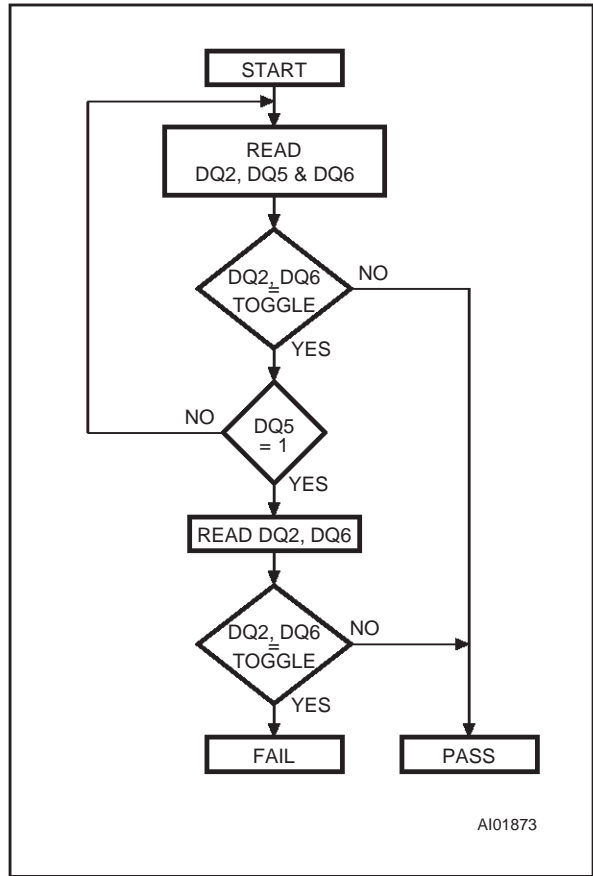 START
READ
DQ2, DQ5 & DQ6
DQ2, DQ6
=
TOGGLE
NO
YES
NO
DQ5
= 1
YES
READ DQ2, DQ6
DQ2, DQ6
=
TOGGLE
NO
YES
FAIL
PASS
AI01873